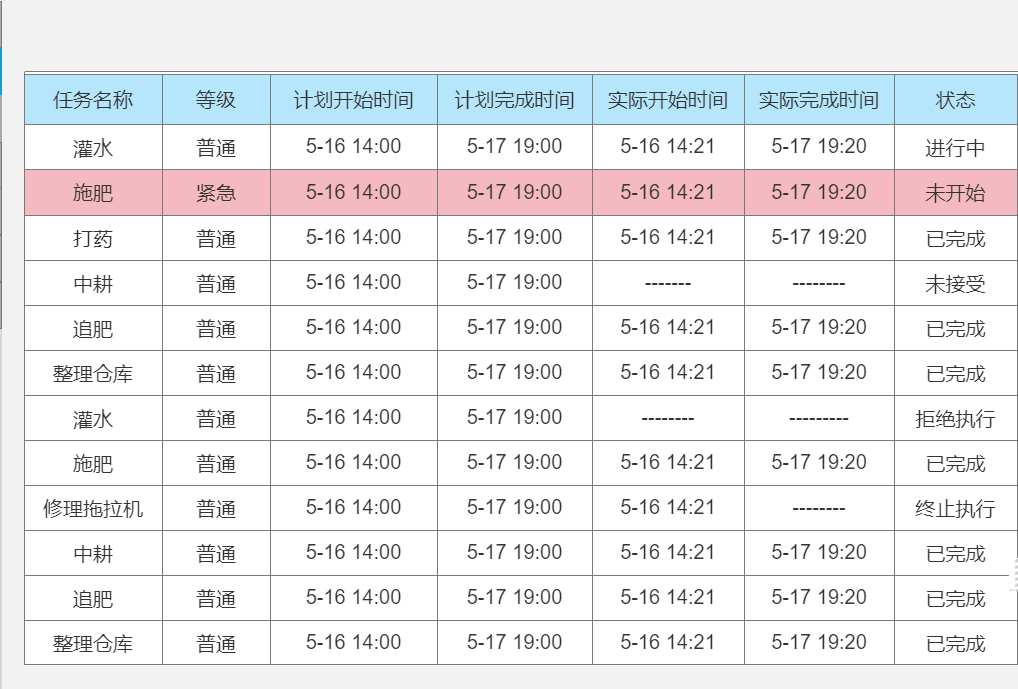 任务名称 等级 计划开始时间 计划完成时间 实际开始时间 实际完成时间 状态
灌水 普通 5-16 14:00 5-17 19:00 5-16 14:21 5-17 19:20 进行中
施肥 紧急 5-16 14:00 5-17 19:00 5-16 14:21 5-17 19:20 未开始
打药 普通 5-16 14:00 5-17 19:00 5-16 14:21 5-17 19:20 已完成
中耕 普通 5-16 14:00 5-17 19:00 ------- -------- 未接受
追肥 普通 5-16 14:00 5-17 19:00 5-16 14:21 5-17 19:20 已完成
整理仓库 普通 5-16 14:00 5-17 19:00 5-16 14:21 5-17 19:20 已完成
灌水 普通 5-16 14:00 5-17 19:00 -------- --------- 拒绝执行
施肥 普通 5-16 14:00 5-17 19:00 5-16 14:21 5-17 19:20 已完成
修理拖拉机 普通 5-16 14:00 5-17 19:00 5-16 14:21 -------- 终止执行
中耕 普通 5-16 14:00 5-17 19:00 5-16 14:21 5-17 19:20 已完成
追肥 普通 5-16 14:00 5-17 19:00 5-16 14:21 5-17 19:20 已完成
整理仓库 普通 5-16 14:00 5-17 19:00 5-16 14:21 5-17 19:20 已完成